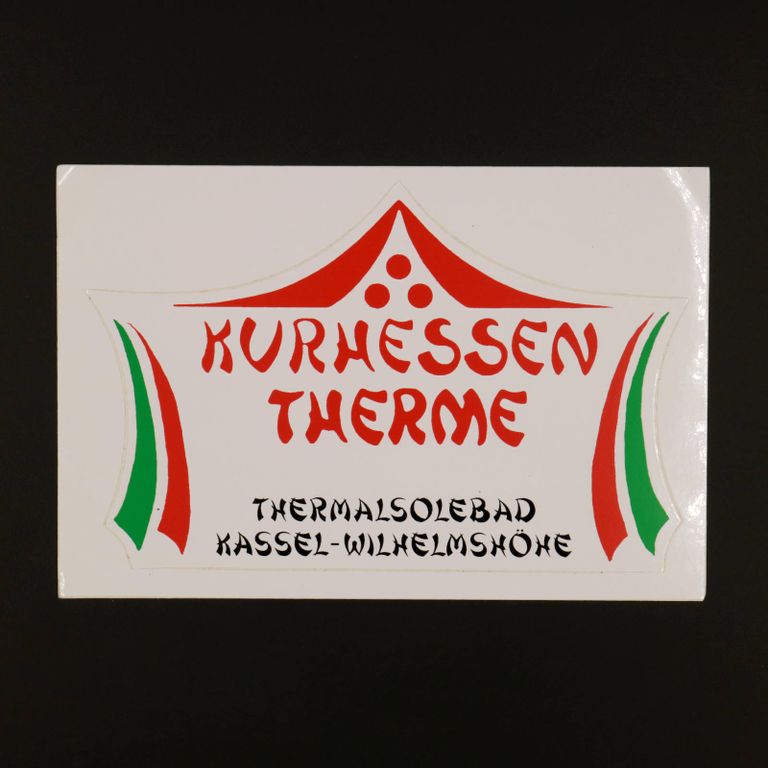 KURHESSEN
THERME
THERMALSOLEBAD
KASSEL-WILHELMSHÖHE